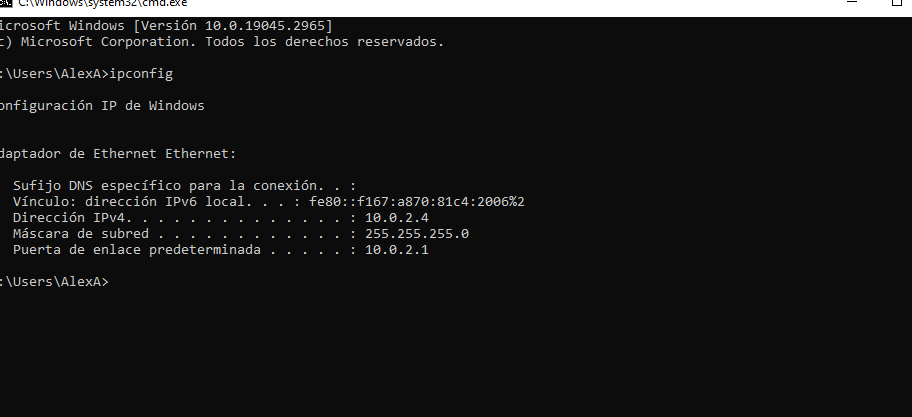 C:\Windows\system32\cmd.exe
icrosoft Windows [Versión 10.0.19045.2965]
c) Microsoft Corporation. Todos los derechos reservados.
:\Users\AlexA>ipconfig
onfiguración IP de Windows
daptador de Ethernet Ethernet:
Sufijo DNS específico para la conexión. . :
Vínculo: dirección IPv6 local. . . : fe80::f167:a870:81c4:2006%2
Dirección IPv4. . . . . . . . . . . . . . : 10.0.2.4
Máscara de subred . . . . . . . . . . . . : 255.255.255.0
Puerta de enlace predeterminada . . . . . : 10.0.2.1
:\Users\AlexA>